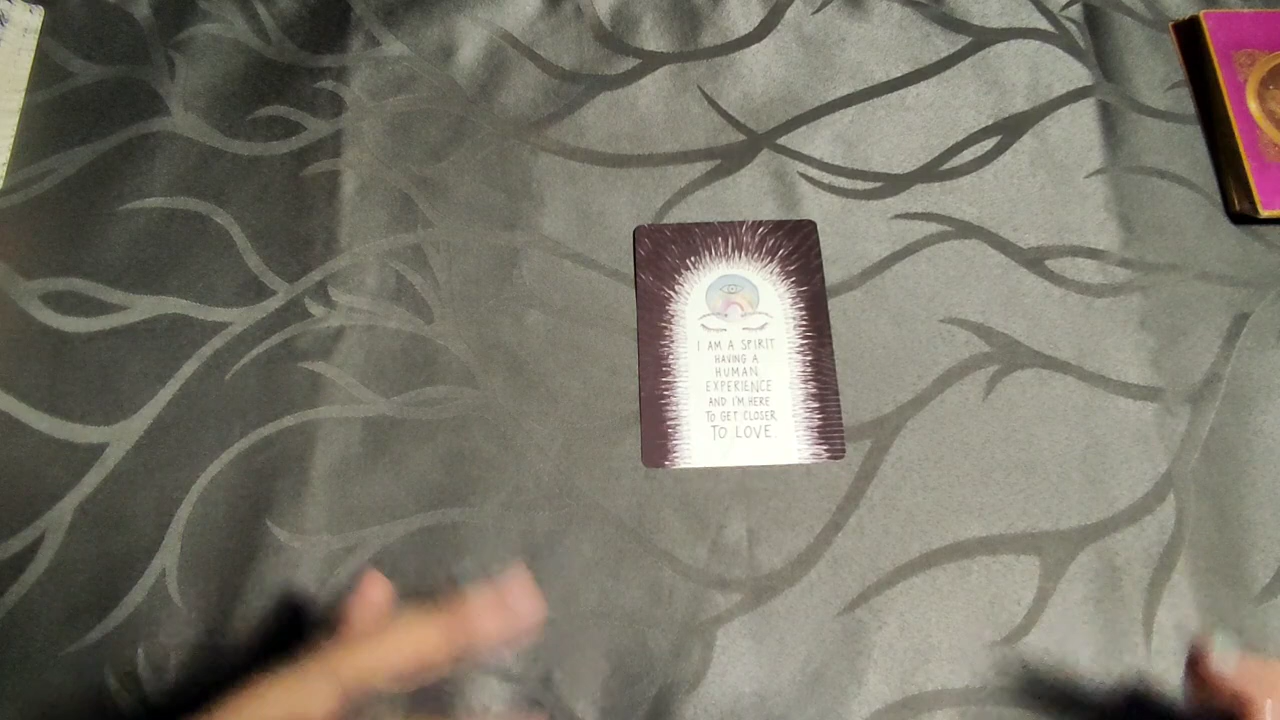 I AM A SPIRIT
HAVING A
HUMAN
EXPERIENCE
AND I'M HERE
TO GET CLOSER
TO LOVE